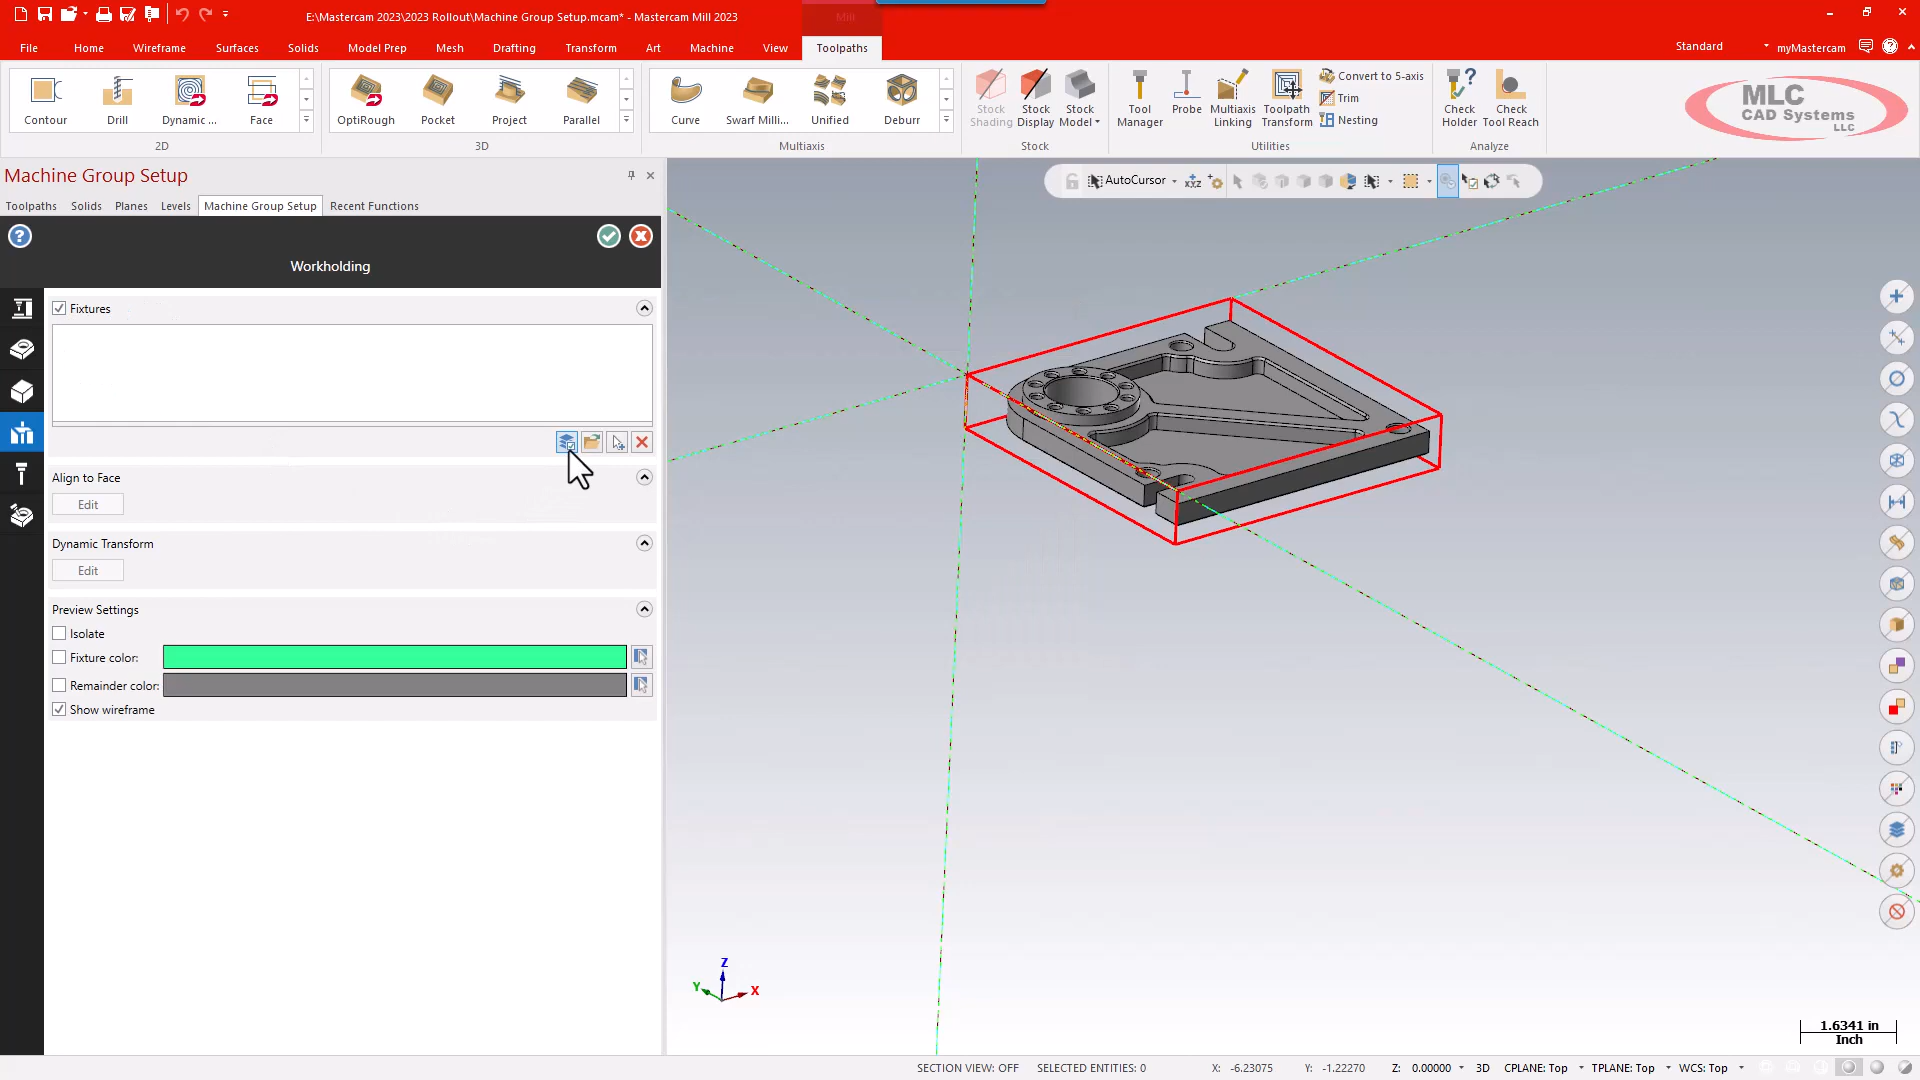 E:\Mastercam 2023\2023 Rollout\Machine Group Setup.mcam* - Mastercam Mill 2023
Mill
File Home Wireframe Surfaces Solids Model Prep Mesh Drafting Transform Art Machine View Toolpaths
Standard myMastercam
Contour Drill Dynamic ... Face
2D
OptiRough Pocket Project Parallel
3D
Curve Swarf Milli... Unified Deburr
Multiaxis
Stock Shading
Stock Display
Stock Model
Stock
Tool Manager
Probe
Multiaxis Linking
Toolpath Transform
Convert to 5-axis
Trim
Nesting
Utilities
Check Holder
Check Tool Reach
Analyze
MLC
CAD Systems
LLC
Machine Group Setup
Toolpaths Solids Planes Levels Machine Group Setup Recent Functions
AutoCursor
Workholding
Fixtures
Align to Face
Edit
Dynamic Transform
Edit
Preview Settings
Isolate
Fixture color:
Remainder color:
Show wireframe
Z
Y
X
1.6341 in
Inch
SECTION VIEW: OFF SELECTED ENTITIES: 0 X: -6.23075 Y: -1.22270 Z: 0.00000 3D CPLANE: Top TPLANE: Top WCS: Top